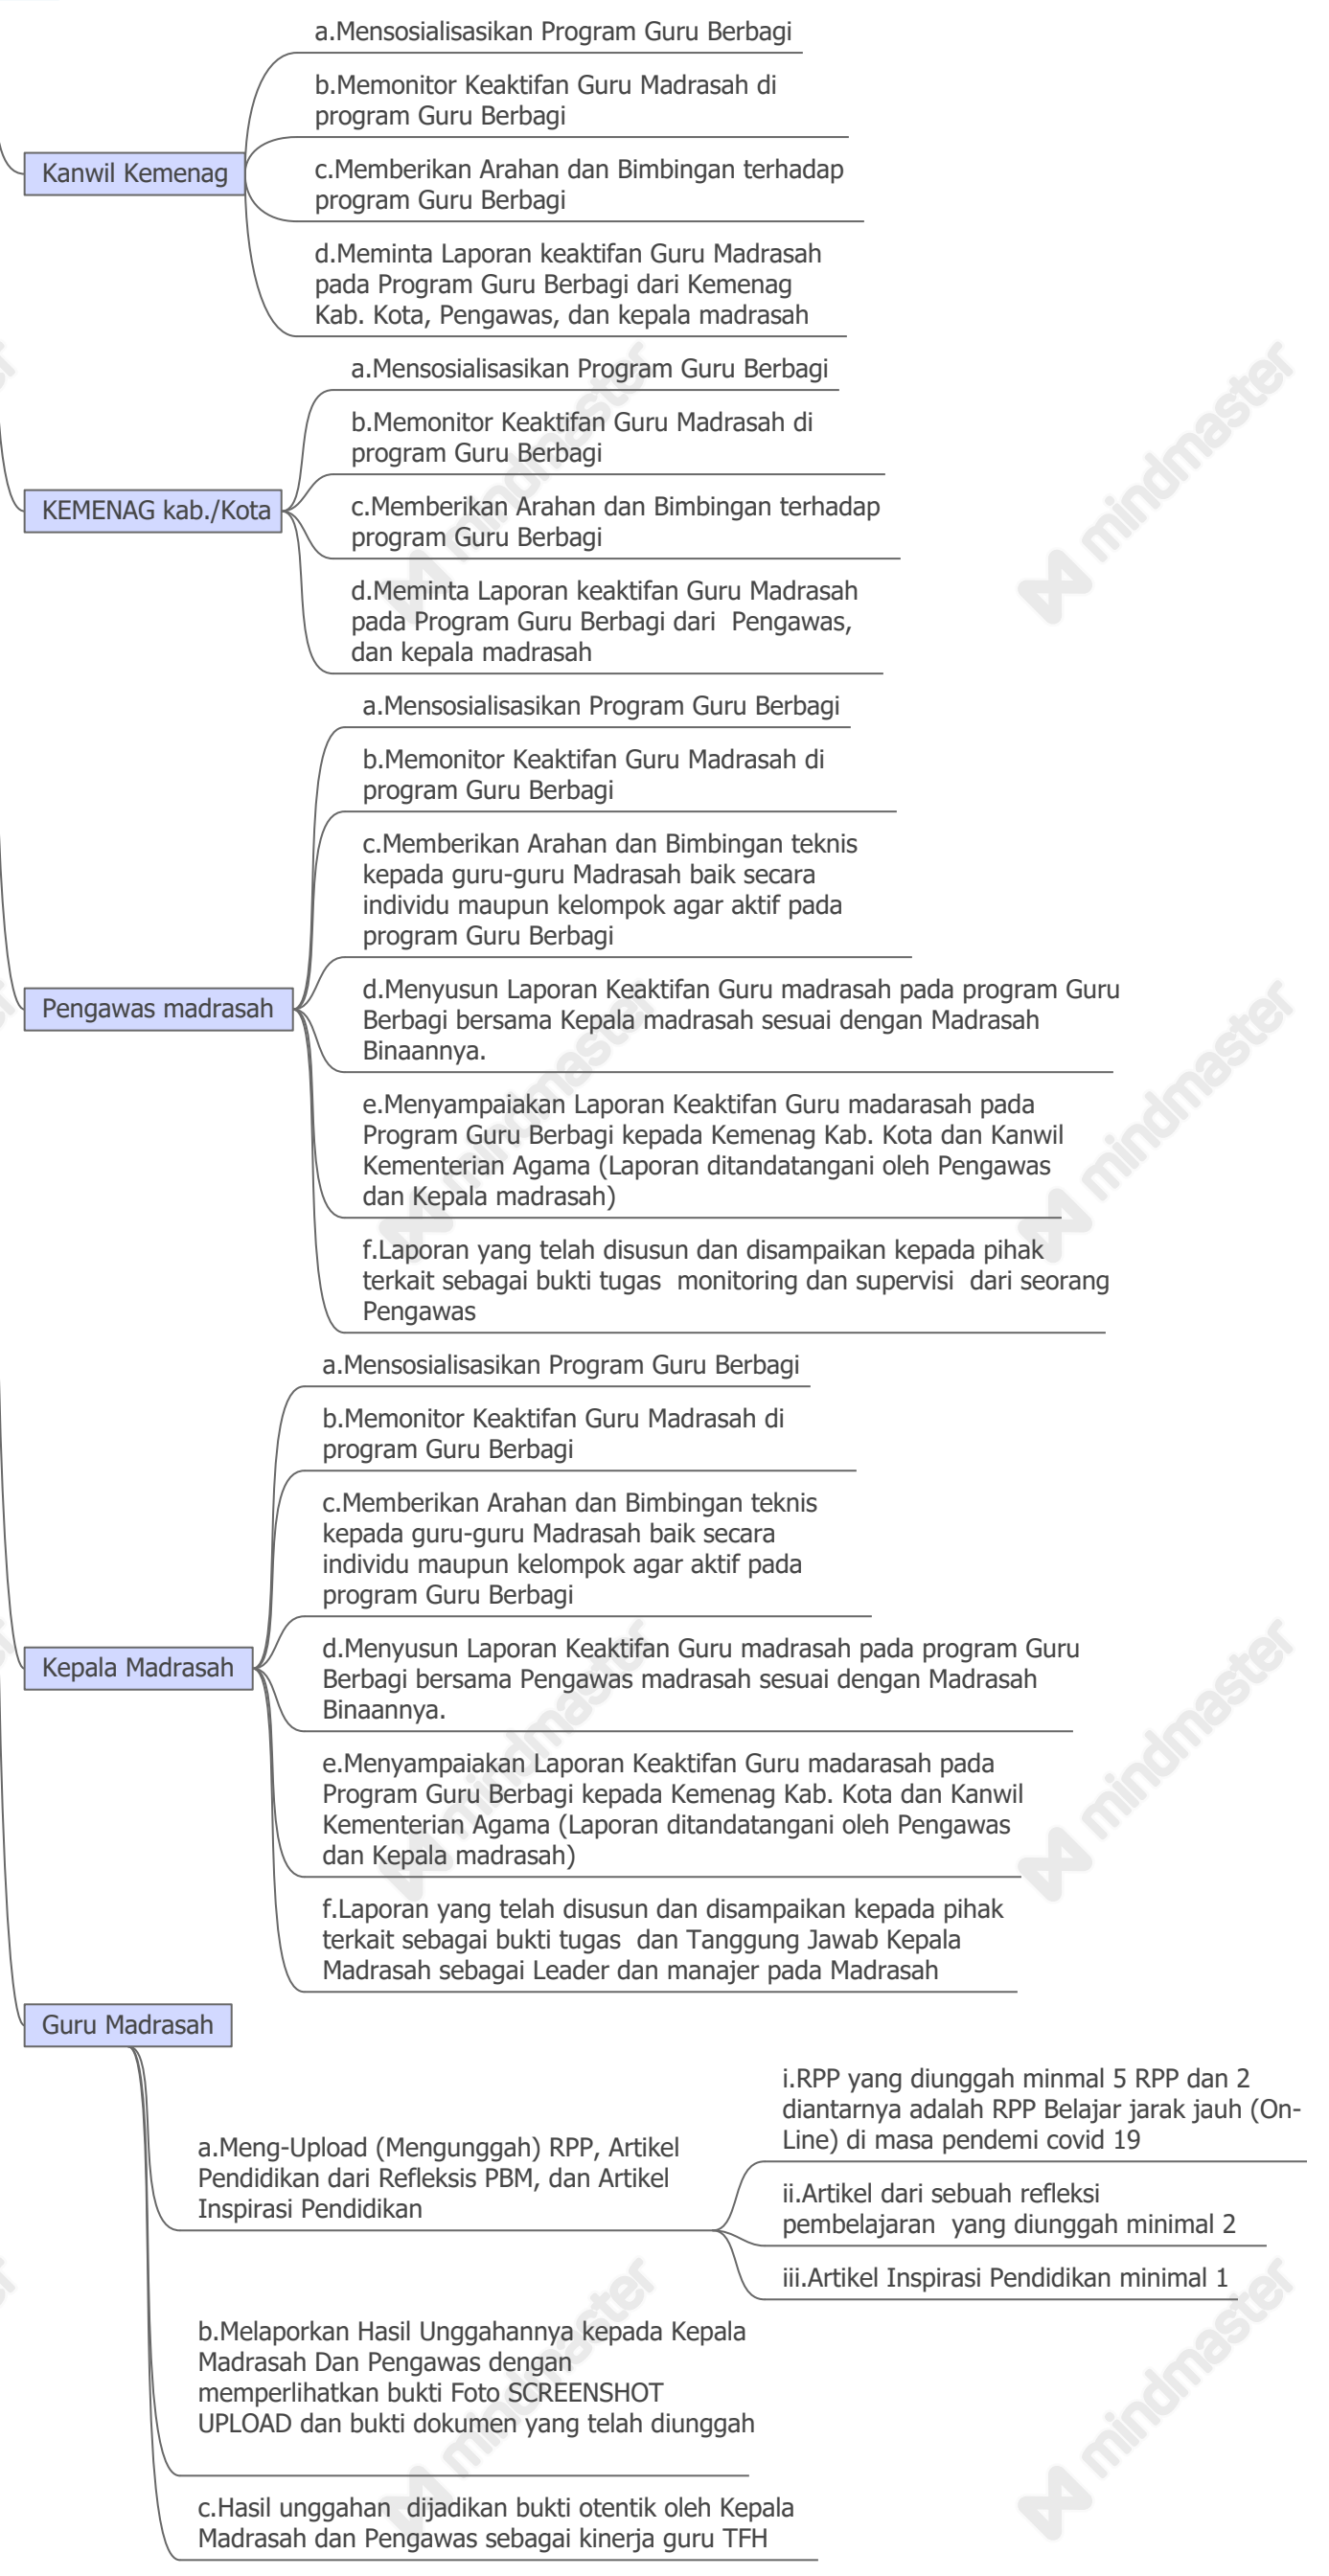 a.Mensosialisasikan Program Guru Berbagi
b.Memonitor Keaktifan Guru Madrasah di
program Guru Berbagi
Kanwil Kemenag
c.Memberikan Arahan dan Bimbingan terhadap
program Guru Berbagi
d.Meminta Laporan keaktifan Guru Madrasah
pada Program Guru Berbagi dari Kemenag
Kab. Kota, Pengawas, dan kepala madrasah
a.Mensosialisasikan Program Guru Berbagi
b.Memonitor Keaktifan Guru Madrasah di
program Guru Berbagi
KEMENAG kab./Kota
c.Memberikan Arahan dan Bimbingan terhadap
program Guru Berbagi
d.Meminta Laporan keaktifan Guru Madrasah
pada Program Guru Berbagi dari  Pengawas,
dan kepala madrasah
a.Mensosialisasikan Program Guru Berbagi
b.Memonitor Keaktifan Guru Madrasah di
program Guru Berbagi
c.Memberikan Arahan dan Bimbingan teknis
kepada guru-guru Madrasah baik secara
individu maupun kelompok agar aktif pada
program Guru Berbagi
Pengawas madrasah
d.Menyusun Laporan Keaktifan Guru madrasah pada program Guru
Berbagi bersama Kepala madrasah sesuai dengan Madrasah
Binaannya.
e.Menyampaiakan Laporan Keaktifan Guru madarasah pada
Program Guru Berbagi kepada Kemenag Kab. Kota dan Kanwil
Kementerian Agama (Laporan ditandatangani oleh Pengawas
dan Kepala madrasah)
f.Laporan yang telah disusun dan disampaikan kepada pihak
terkait sebagai bukti tugas  monitoring dan supervisi  dari seorang
Pengawas
a.Mensosialisasikan Program Guru Berbagi
b.Memonitor Keaktifan Guru Madrasah di
program Guru Berbagi
c.Memberikan Arahan dan Bimbingan teknis
kepada guru-guru Madrasah baik secara
individu maupun kelompok agar aktif pada
program Guru Berbagi
Kepala Madrasah
d.Menyusun Laporan Keaktifan Guru madrasah pada program Guru
Berbagi bersama Pengawas madrasah sesuai dengan Madrasah
Binaannya.
e.Menyampaiakan Laporan Keaktifan Guru madarasah pada
Program Guru Berbagi kepada Kemenag Kab. Kota dan Kanwil
Kementerian Agama (Laporan ditandatangani oleh Pengawas
dan Kepala madrasah)
f.Laporan yang telah disusun dan disampaikan kepada pihak
terkait sebagai bukti tugas  dan Tanggung Jawab Kepala
Madrasah sebagai Leader dan manajer pada Madrasah
Guru Madrasah
a.Meng-Upload (Mengunggah) RPP, Artikel
Pendidikan dari Refleksis PBM, dan Artikel
Inspirasi Pendidikan
i.RPP yang diunggah minmal 5 RPP dan 2
diantarnya adalah RPP Belajar jarak jauh (On-
Line) di masa pendemi covid 19
ii.Artikel dari sebuah refleksi
pembelajaran  yang diunggah minimal 2
iii.Artikel Inspirasi Pendidikan minimal 1
b.Melaporkan Hasil Unggahannya kepada Kepala
Madrasah Dan Pengawas dengan
memperlihatkan bukti Foto SCREENSHOT
UPLOAD dan bukti dokumen yang telah diunggah
c.Hasil unggahan  dijadikan bukti otentik oleh Kepala
Madrasah dan Pengawas sebagai kinerja guru TFH
mindmaster
mindmaster
mindmaster
mindmaster
mindmaster
mindmaster
mindmaster
mindmaster